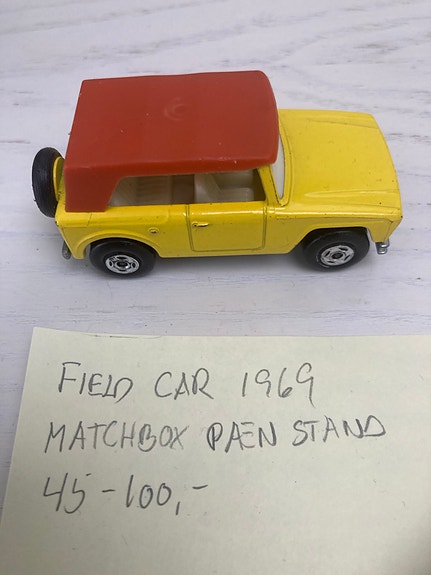 FIELD CAR 1969
MATCHBOX PÆN STAND
45-100,-